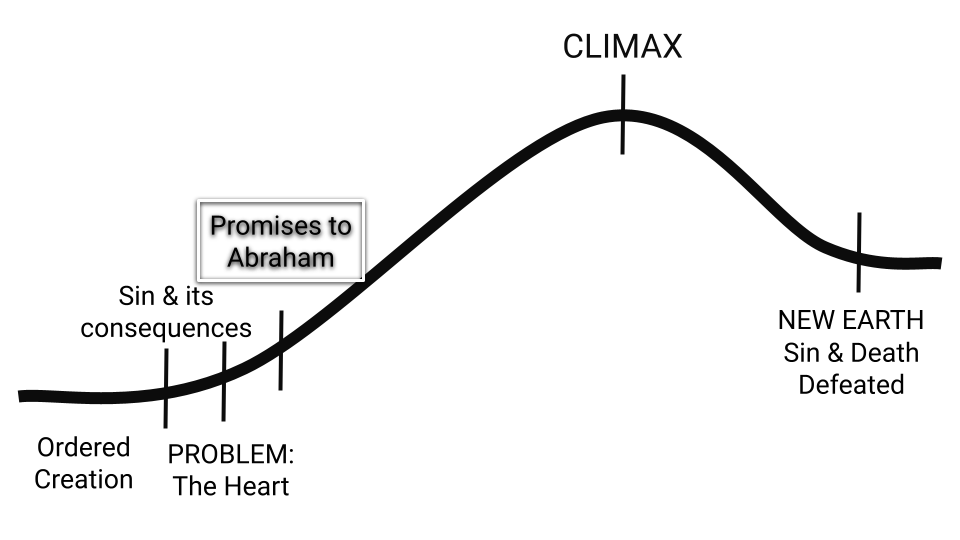 CLIMAX
Promises to
Abraham
Sin & its
consequences
Ordered
Creation
PROBLEM:
The Heart
NEW EARTH
Sin & Death
Defeated